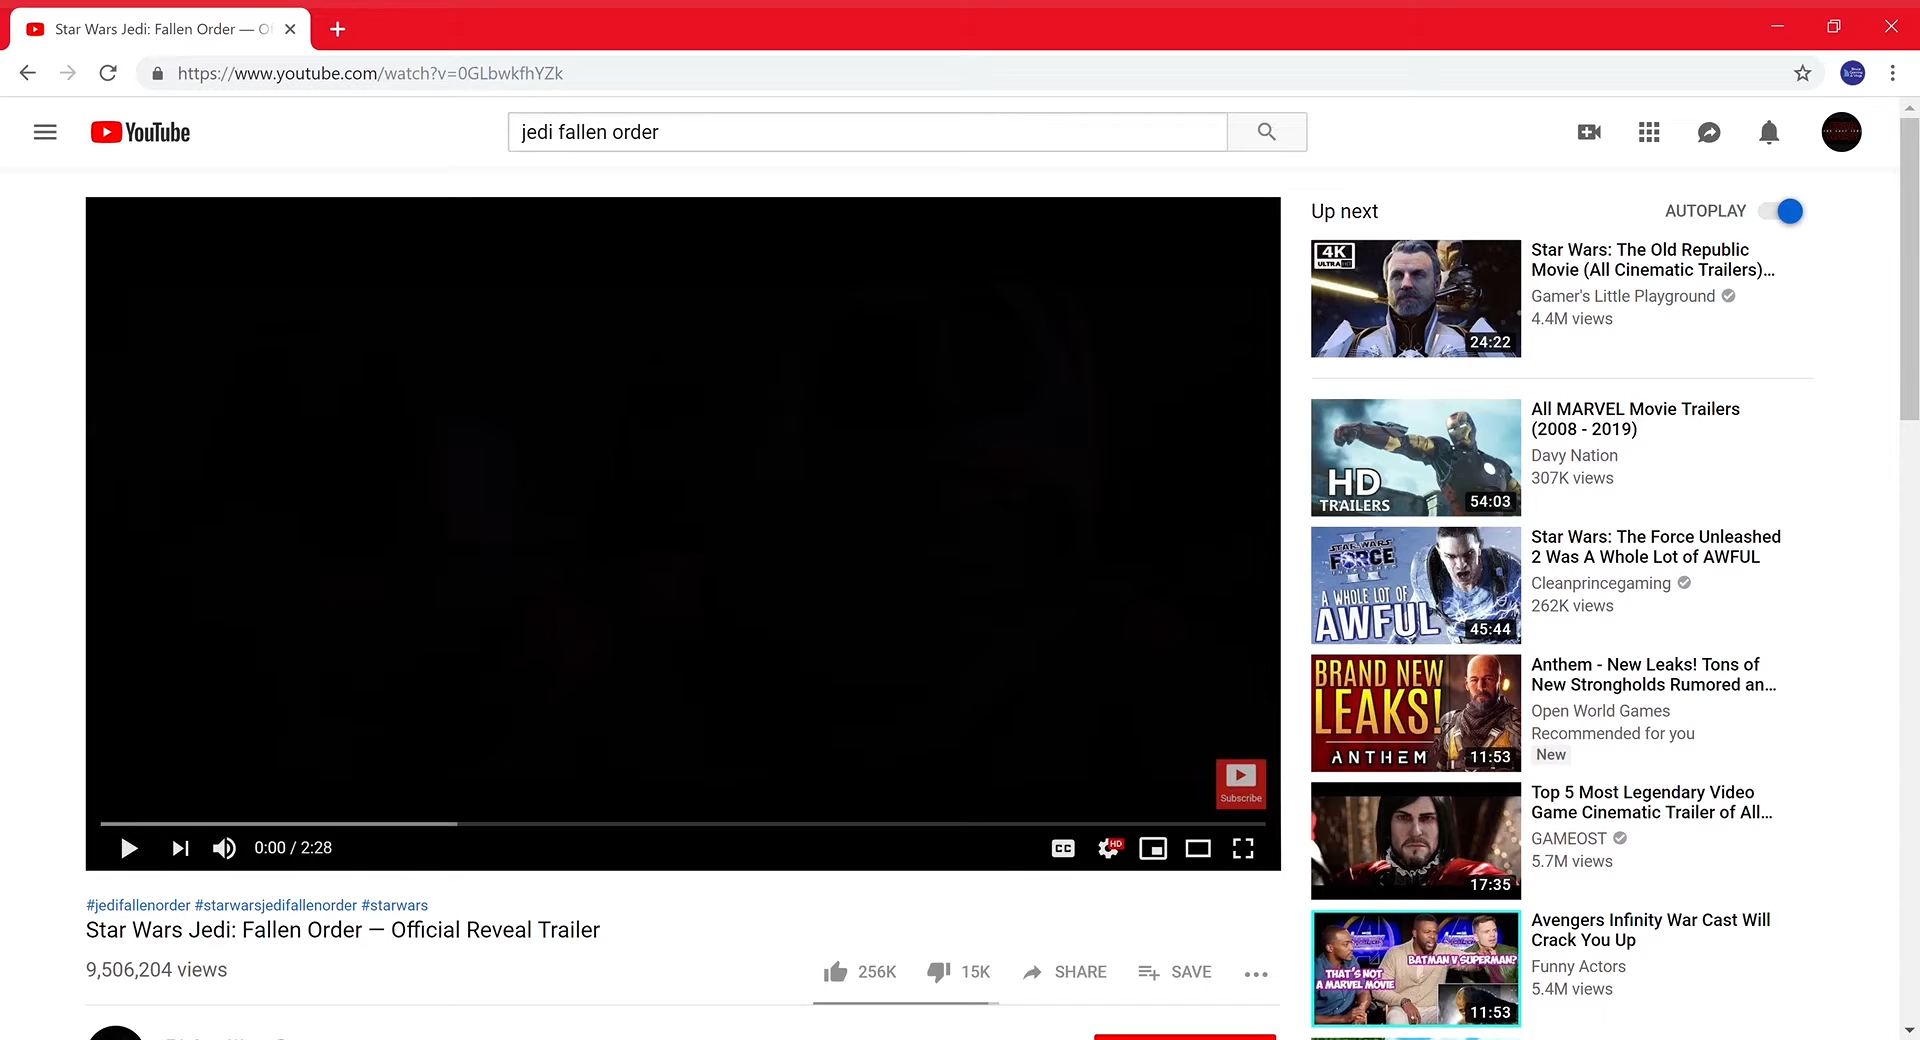 Star Wars Jedi: Fallen Order — O
https://www.youtube.com/watch?v=0GLbwkfhYZk
YouTube
jedi fallen order
Up next
AUTOPLAY
4K
ULTRA HD
24:22
Star Wars: The Old Republic
Movie (All Cinematic Trailers)...
Gamer's Little Playground
4.4M views
HD
TRAILERS
54:03
All MARVEL Movie Trailers
(2008 - 2019)
Davy Nation
307K views
STAR WARS
FORCE
II
A WHOLE LOT OF
AWFUL
45:44
Star Wars: The Force Unleashed
2 Was A Whole Lot of AWFUL
Cleanprincegaming
262K views
BRAND NEW
LEAKS!
ANTHEM
11:53
Anthem - New Leaks! Tons of
New Strongholds Rumored an...
Open World Games
Recommended for you
New
17:35
Top 5 Most Legendary Video
Game Cinematic Trailer of All...
GAMEOST
5.7M views
THAT'S NOT
A MARVEL MOVIE
BATMAN V SUPERMAN?
11:53
Avengers Infinity War Cast Will
Crack You Up
Funny Actors
5.4M views
Subscribe
0:00 / 2:28
CC
HD
#jedifallenorder #starwarsjedifallenorder #starwars
Star Wars Jedi: Fallen Order — Official Reveal Trailer
9,506,204 views
256K
15K
SHARE
SAVE